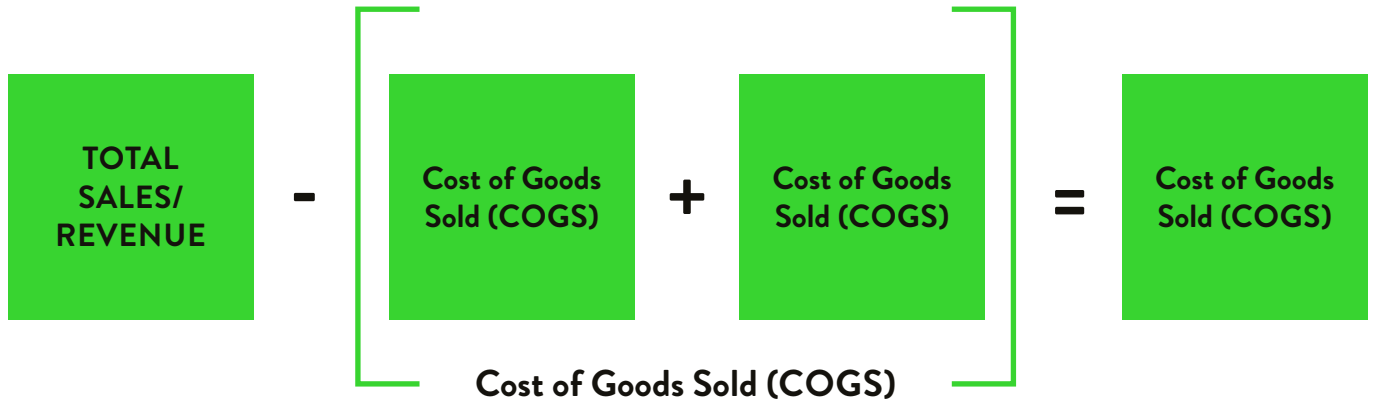 TOTAL
SALES/
REVENUE
-
Cost of Goods
Sold (COGS)
+
Cost of Goods
Sold (COGS)
=
Cost of Goods
Sold (COGS)
Cost of Goods Sold (COGS)